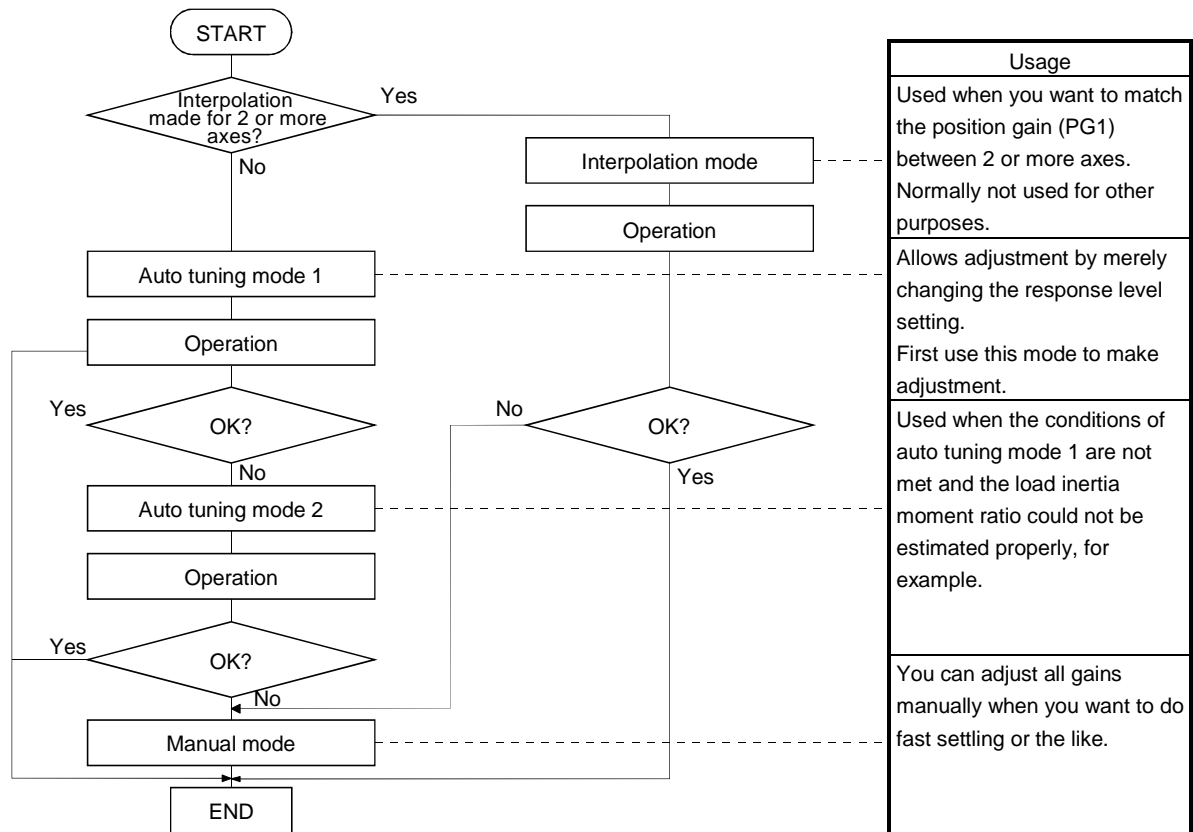 START
Interpolation
made for 2 or more
axes?
Yes
No
Interpolation mode
Operation
Auto tuning mode 1
Operation
Yes
OK?
No
No
OK?
Yes
Auto tuning mode 2
Operation
Yes
OK?
No
Manual mode
END
Usage
Used when you want to match
the position gain (PG1)
between 2 or more axes.
Normally not used for other
purposes.
Allows adjustment by merely
changing the response level
setting.
First use this mode to make
adjustment.
Used when the conditions of
auto tuning mode 1 are not
met and the load inertia
moment ratio could not be
estimated properly, for
example.
You can adjust all gains
manually when you want to do
fast settling or the like.